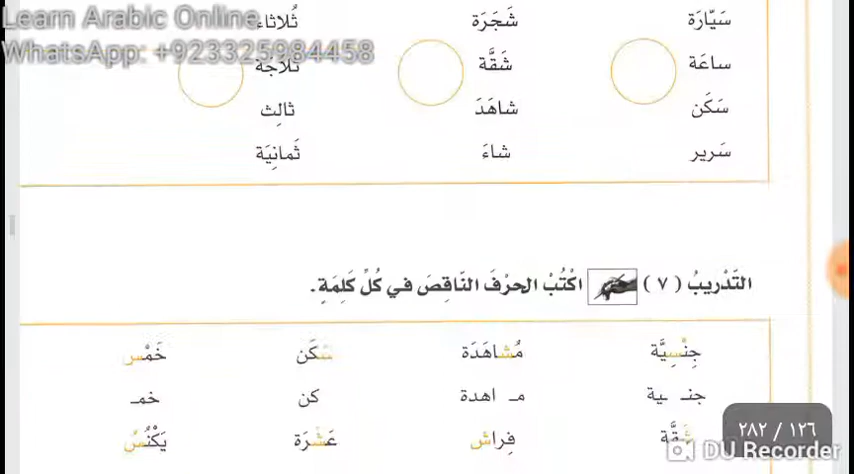 Learn Arabic Online
WhatsApp: +923325984458
سَيّارَة شَجَرَة ثُلاثاء
ساعَة شَقَّة ثَلاجَة
سَكَن شاهَدَ ثالِث
سَرير شاءَ ثَمانِيَة
التَّدْريبُ ( ٧ ) اكْتُبْ الحرْفَ النّاقِصَ في كُلِّ كَلِمَةٍ.
جِنْسِيَّة مُشاهَدَة سَكَن خَمْس
جنـ ـية مـ اهدة كن خمـ
شَقَّة فِراش عَشَرَة يَكْنُسُ
١٢٦ / ٢٨٢
DU Recorder